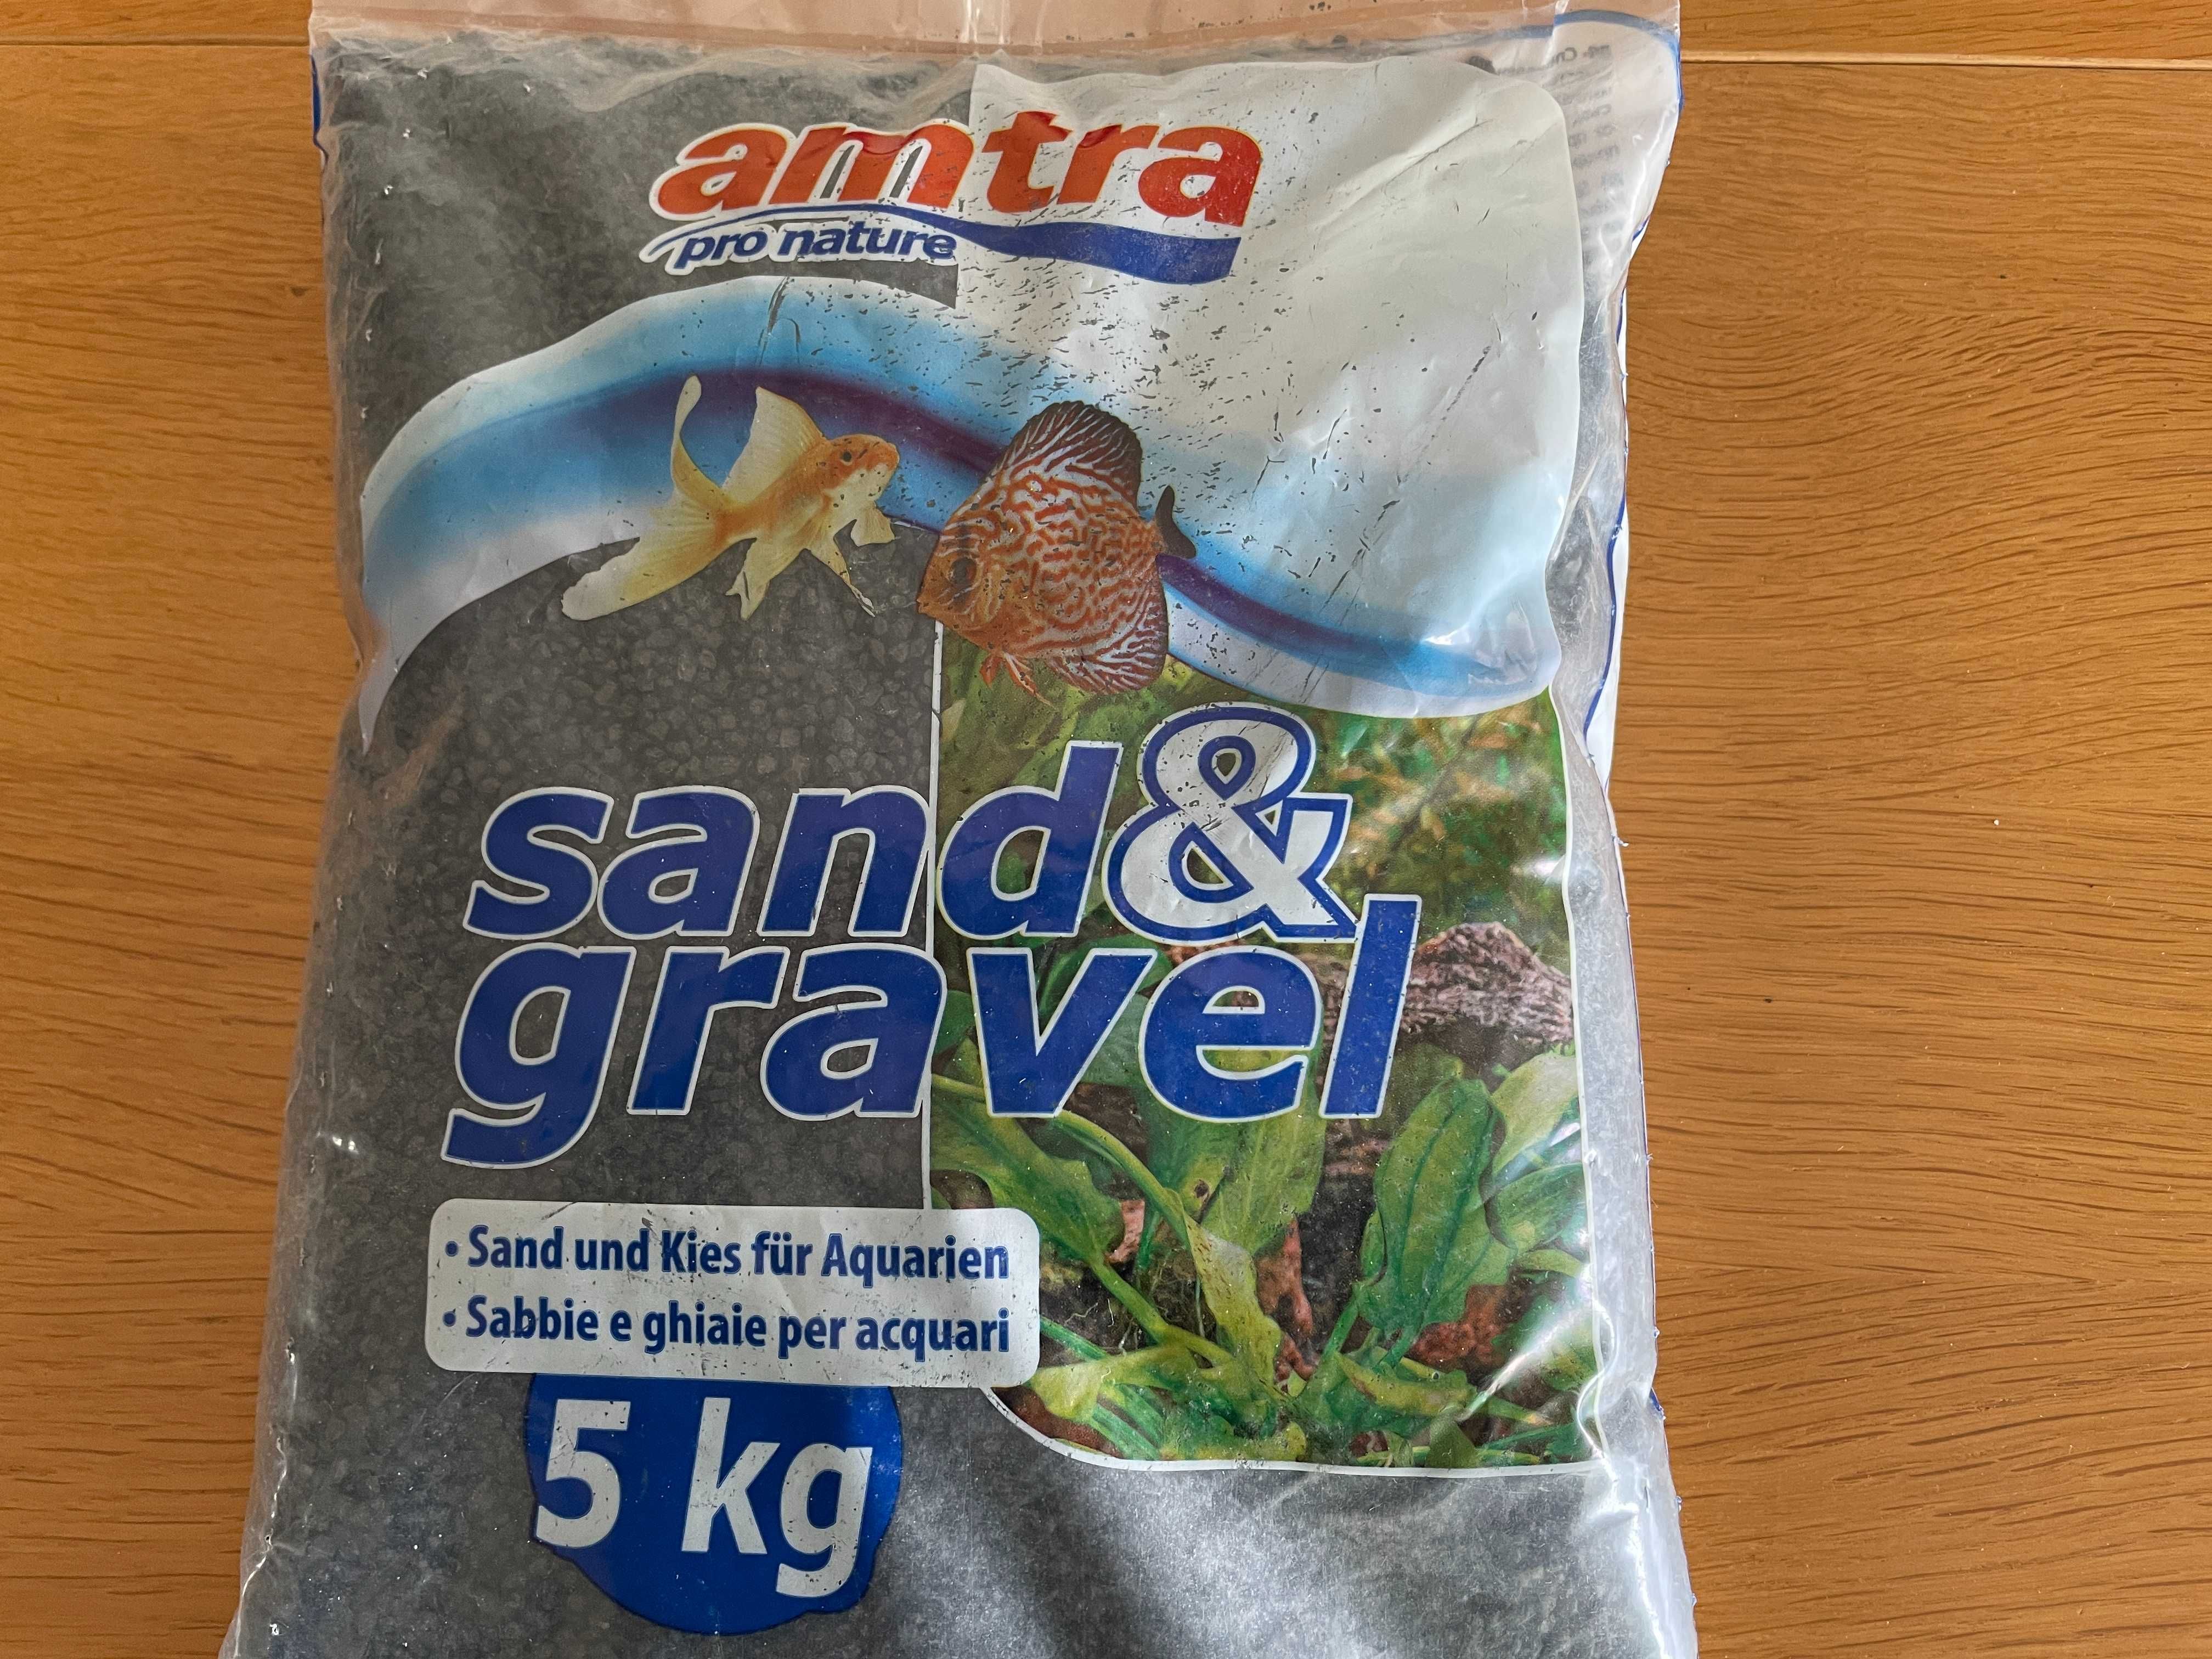 amtra
pro nature
sand&
gravel
• Sand und Kies für Aquarien
• Sabbie e ghiaie per acquari
5 kg